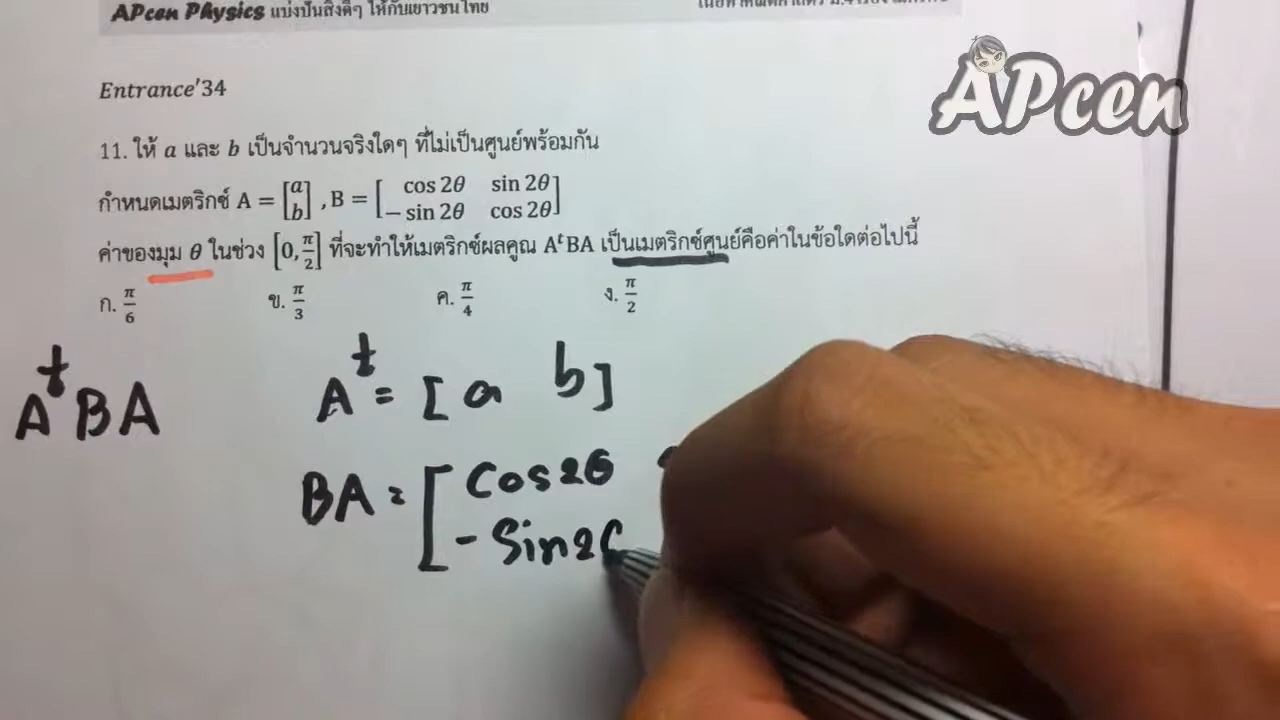 APcen Physics แบ่งปันสิ่งดีๆ ให้กับเยาวชนไทย
APcen
Entrance'34
11. ให้ a และ b เป็นจำนวนจริงใดๆ ที่ไม่เป็นศูนย์พร้อมกัน
กำหนดเมตริกซ์ A = [a b] , B = [cos 2θ sin 2θ
− sin 2θ cos 2θ]
ค่าของมุม θ ในช่วง [0, π/2] ที่จะทำให้เมตริกซ์ผลคูณ AᵗBA เป็นเมตริกซ์ศูนย์คือค่าในข้อใดต่อไปนี้
ก. π/6 ข. π/3 ค. π/4 ง. π/2
AᵗBA Aᵗ = [a b]
BA = [cos2θ
- sin2